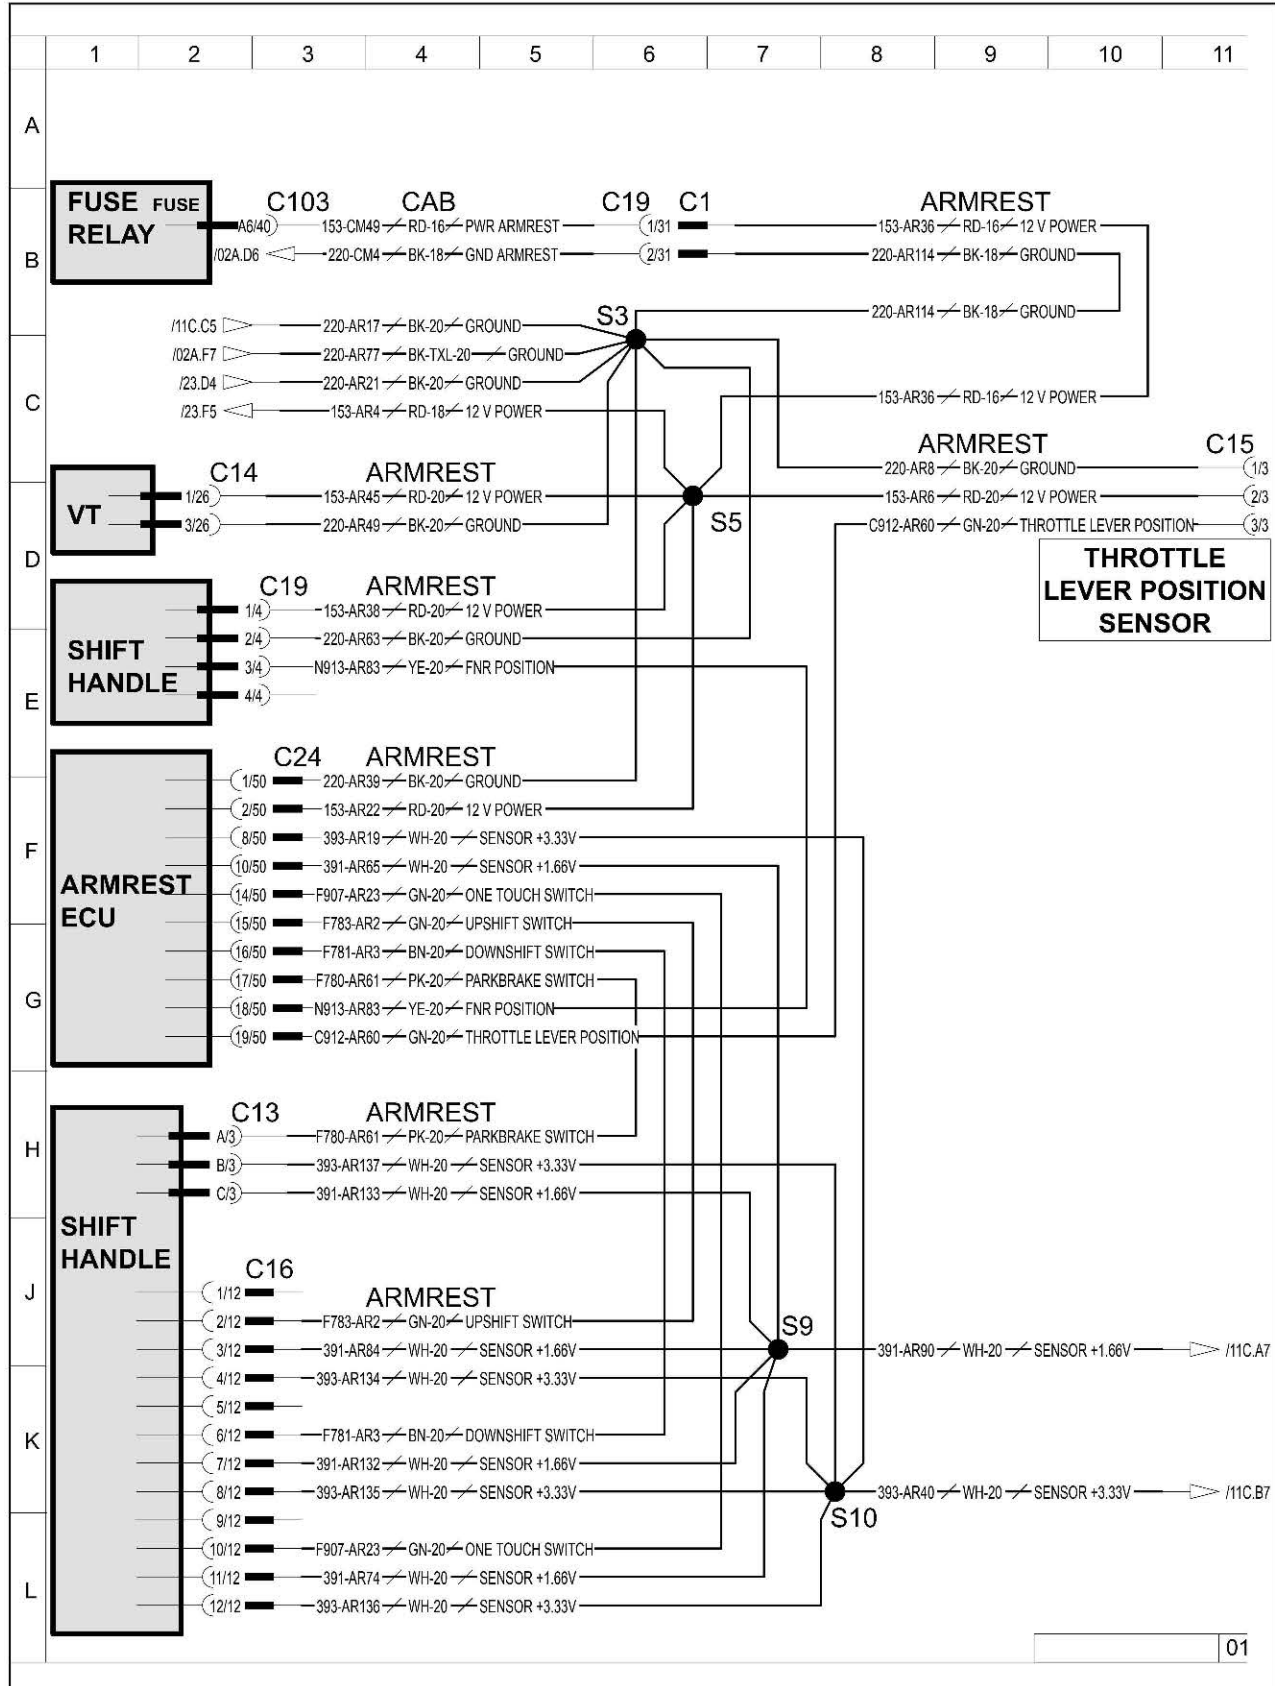 1 2 3 4 5 6 7 8 9 10 11
A
FUSE FUSE C103 CAB C19 C1 ARMREST
RELAY A6/40 153-CM49 RD-16 PWR ARMREST 1/31 153-AR36 RD-16 12 V POWER
B /02A.D6 220-CM4 BK-18 GND ARMREST 2/31 220-AR114 BK-18 GROUND
220-AR114 BK-18 GROUND
/11C.C5 220-AR17 BK-20 GROUND S3
/02A.F7 220-AR77 BK-TXL-20 GROUND
/23.D4 220-AR21 BK-20 GROUND
C 153-AR36 RD-16 12 V POWER
/23.F5 153-AR4 RD-18 12 V POWER
ARMREST C15
C14 ARMREST 220-AR8 BK-20 GROUND 1/3
VT 1/26 153-AR45 RD-20 12 V POWER S5 153-AR6 RD-20 12 V POWER 2/3
3/26 220-AR49 BK-20 GROUND C912-AR60 GN-20 THROTTLE LEVER POSITION 3/3
D THROTTLE
LEVER POSITION
SENSOR
C19 ARMREST
1/4 153-AR38 RD-20 12 V POWER
SHIFT 2/4 220-AR63 BK-20 GROUND
HANDLE 3/4 N913-AR83 YE-20 FNR POSITION
E 4/4
C24 ARMREST
1/50 220-AR39 BK-20 GROUND
2/50 153-AR22 RD-20 12 V POWER
F 8/50 393-AR19 WH-20 SENSOR +3.33V
10/50 391-AR65 WH-20 SENSOR +1.66V
ARMREST 14/50 F907-AR23 GN-20 ONE TOUCH SWITCH
ECU 15/50 F783-AR2 GN-20 UPSHIFT SWITCH
16/50 F781-AR3 BN-20 DOWNSHIFT SWITCH
17/50 F780-AR61 PK-20 PARKBRAKE SWITCH
G 18/50 N913-AR83 YE-20 FNR POSITION
19/50 C912-AR60 GN-20 THROTTLE LEVER POSITION
C13 ARMREST
H A/3 F780-AR61 PK-20 PARKBRAKE SWITCH
B/3 393-AR137 WH-20 SENSOR +3.33V
C/3 391-AR133 WH-20 SENSOR +1.66V
SHIFT
HANDLE C16
J 1/12 ARMREST
2/12 F783-AR2 GN-20 UPSHIFT SWITCH S9
3/12 391-AR84 WH-20 SENSOR +1.66V 391-AR90 WH-20 SENSOR +1.66V /11C.A7
4/12 393-AR134 WH-20 SENSOR +3.33V
5/12
K 6/12 F781-AR3 BN-20 DOWNSHIFT SWITCH
7/12 391-AR132 WH-20 SENSOR +1.66V
8/12 393-AR135 WH-20 SENSOR +3.33V 393-AR40 WH-20 SENSOR +3.33V /11C.B7
9/12 S10
10/12 F907-AR23 GN-20 ONE TOUCH SWITCH
L 11/12 391-AR74 WH-20 SENSOR +1.66V
12/12 393-AR136 WH-20 SENSOR +3.33V
01